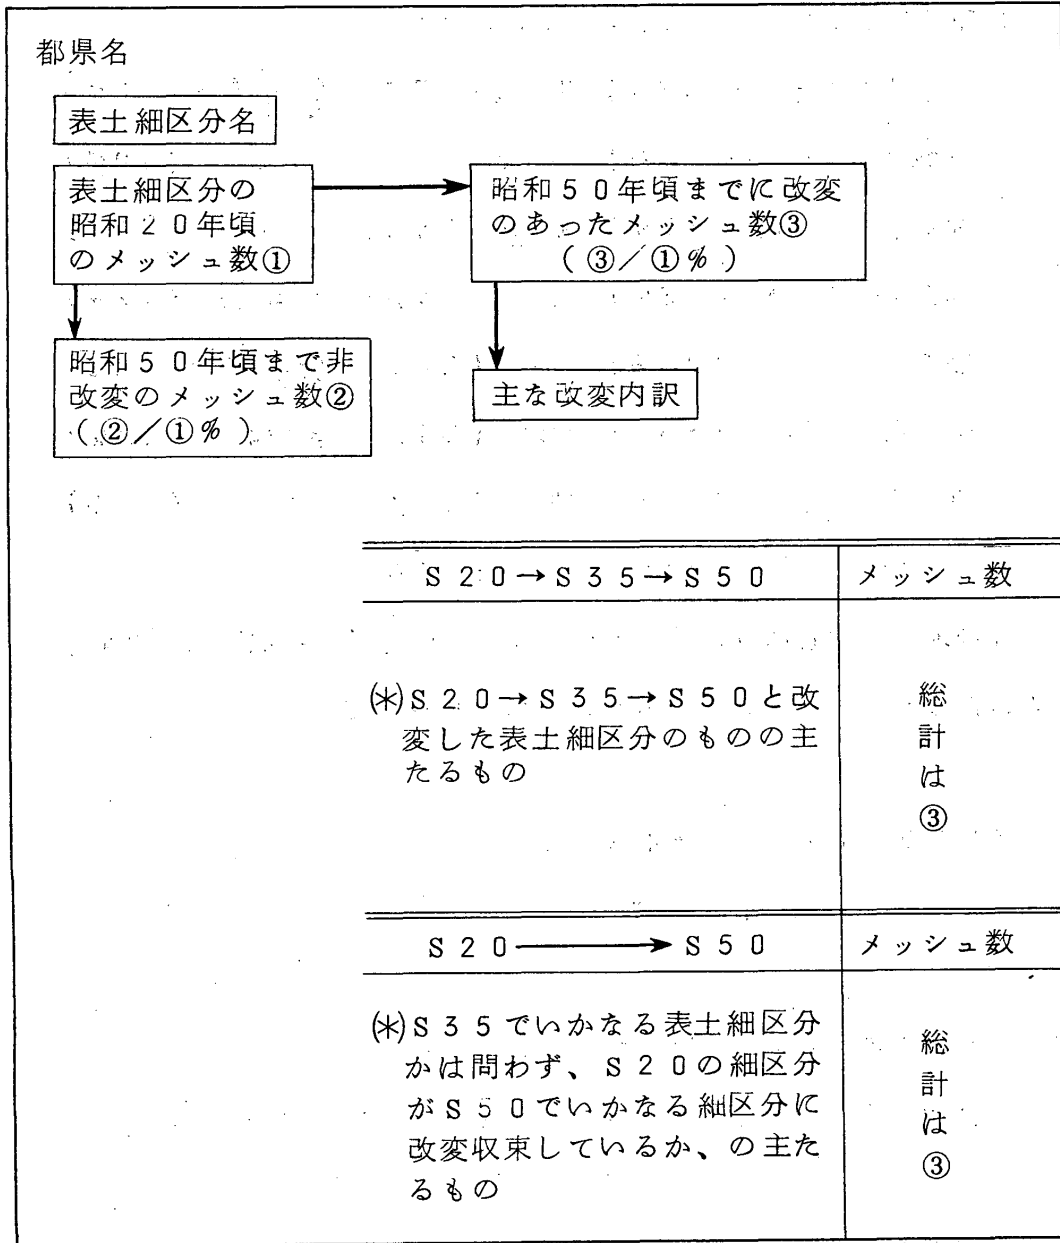 都県名
表土細区分名
表土細区分の
昭和20年頃
のメッシュ数①
昭和50年頃までに改変
のあったメッシュ数③
(③/①%)
昭和50年頃まで非
改変のメッシュ数②
(②/①%)
主な改変内訳
S20→S35→S50 メッシュ数
(*)S20→S35→S50と改
変した表土細区分のものの主
たるもの
総
計
は
③
S20→S50 メッシュ数
(*)S35でいかなる表土細区分
かは問わず、S20の細区分
がS50でいかなる細区分に
改変収束しているか、の主た
るもの
総
計
は
③